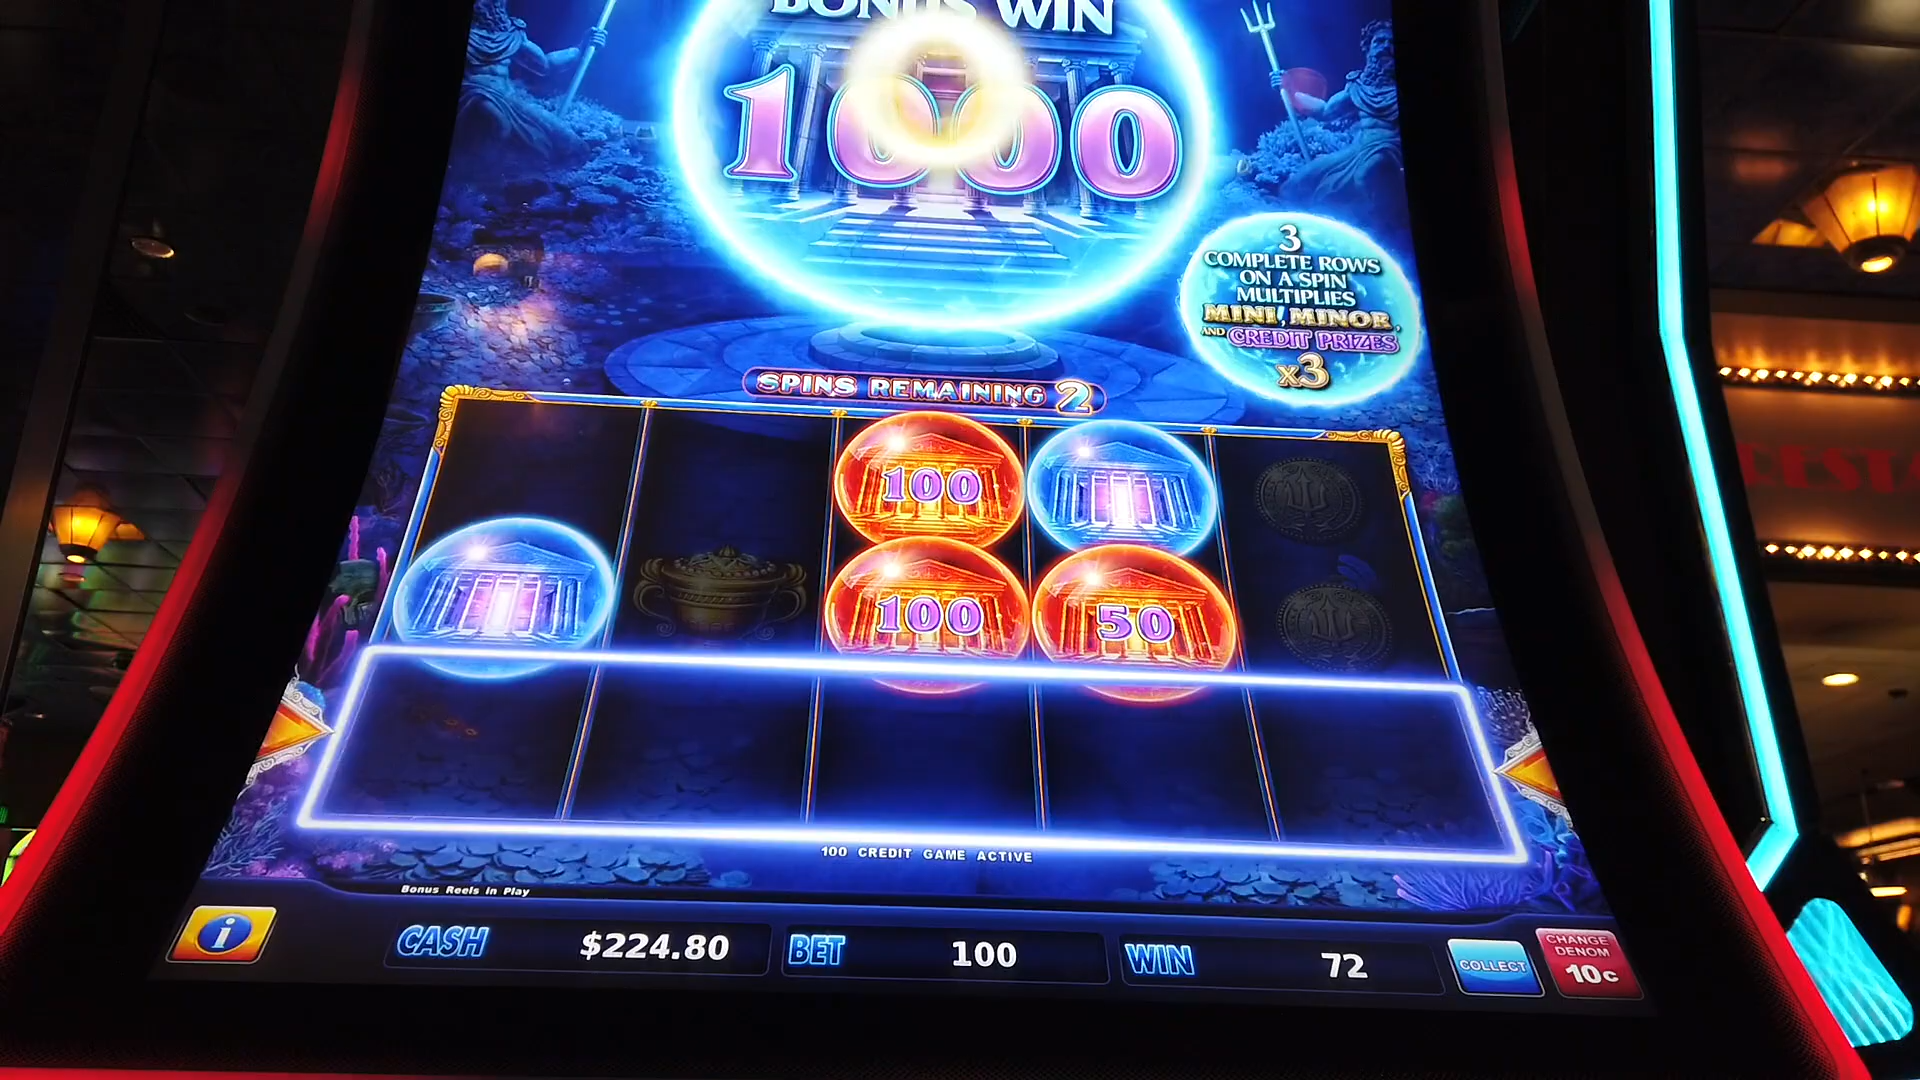 BONUS WIN
1000
3
COMPLETE ROWS
ON A SPIN
MULTIPLIES
MINI, MINOR,
AND CREDIT PRIZES
x3
SPINS REMAINING 2
100
100
50
100 CREDIT GAME ACTIVE
Bonus Reels In Play
i
CASH $224.80
BET 100
WIN 72
COLLECT
CHANGE
DENOM
10¢